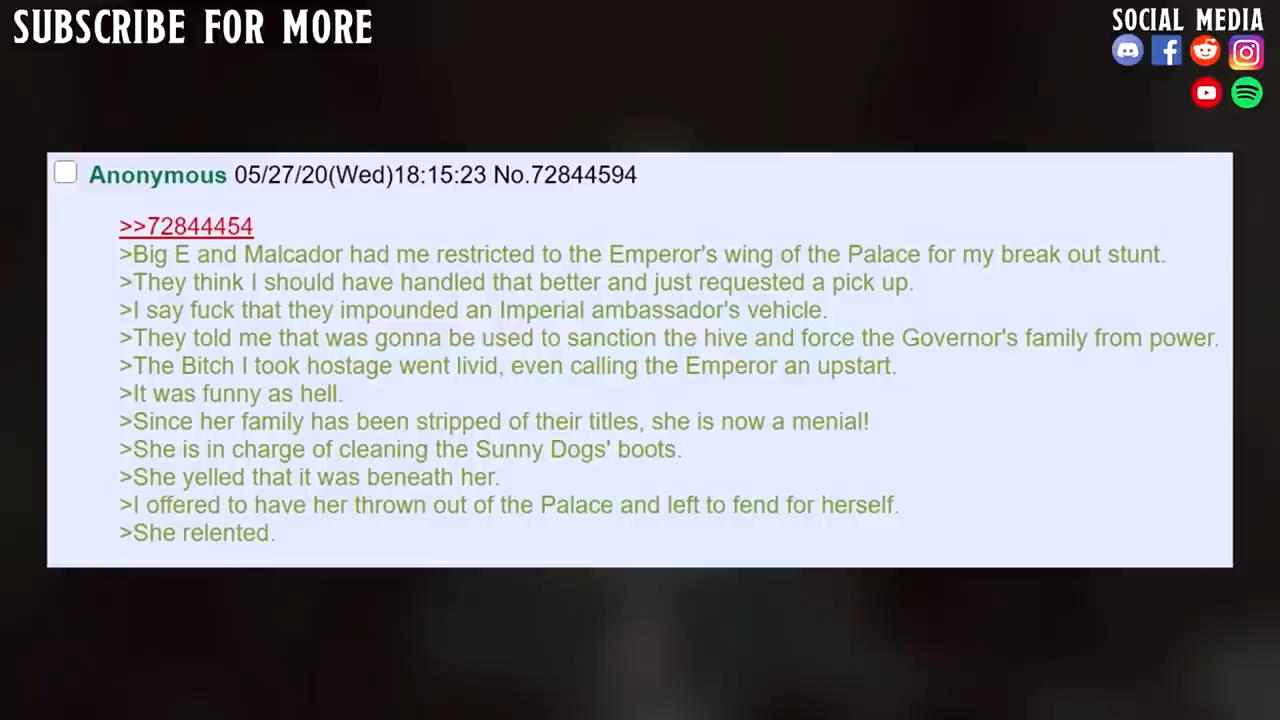 SUBSCRIBE FOR MORE
SOCIAL MEDIA
Anonymous 05/27/20(Wed)18:15:23 No.72844594
>>72844454
>Big E and Malcador had me restricted to the Emperor's wing of the Palace for my break out stunt.
>They think I should have handled that better and just requested a pick up.
>I say fuck that they impounded an Imperial ambassador's vehicle.
>They told me that was gonna be used to sanction the hive and force the Governor's family from power.
>The Bitch I took hostage went livid, even calling the Emperor an upstart.
>It was funny as hell.
>Since her family has been stripped of their titles, she is now a menial!
>She is in charge of cleaning the Sunny Dogs' boots.
>She yelled that it was beneath her.
>I offered to have her thrown out of the Palace and left to fend for herself.
>She relented.